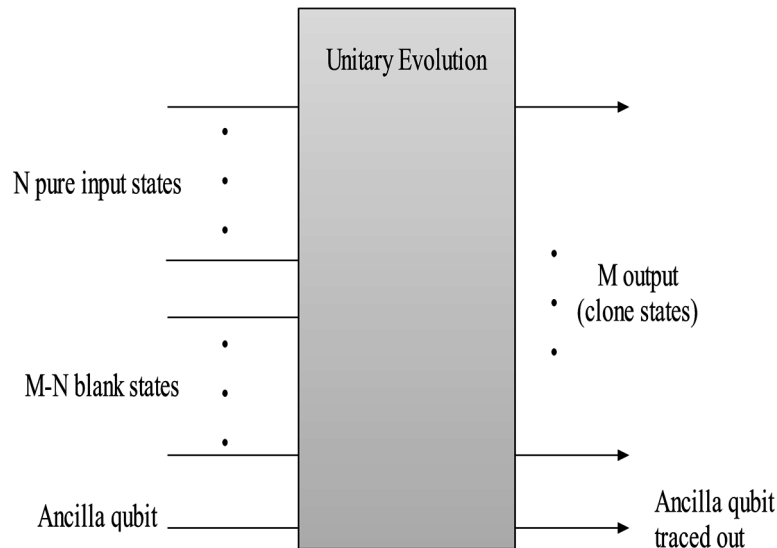 Unitary Evolution
N pure input states
M output
(clone states)
M-N blank states
Ancilla qubit
Ancilla qubit
traced out